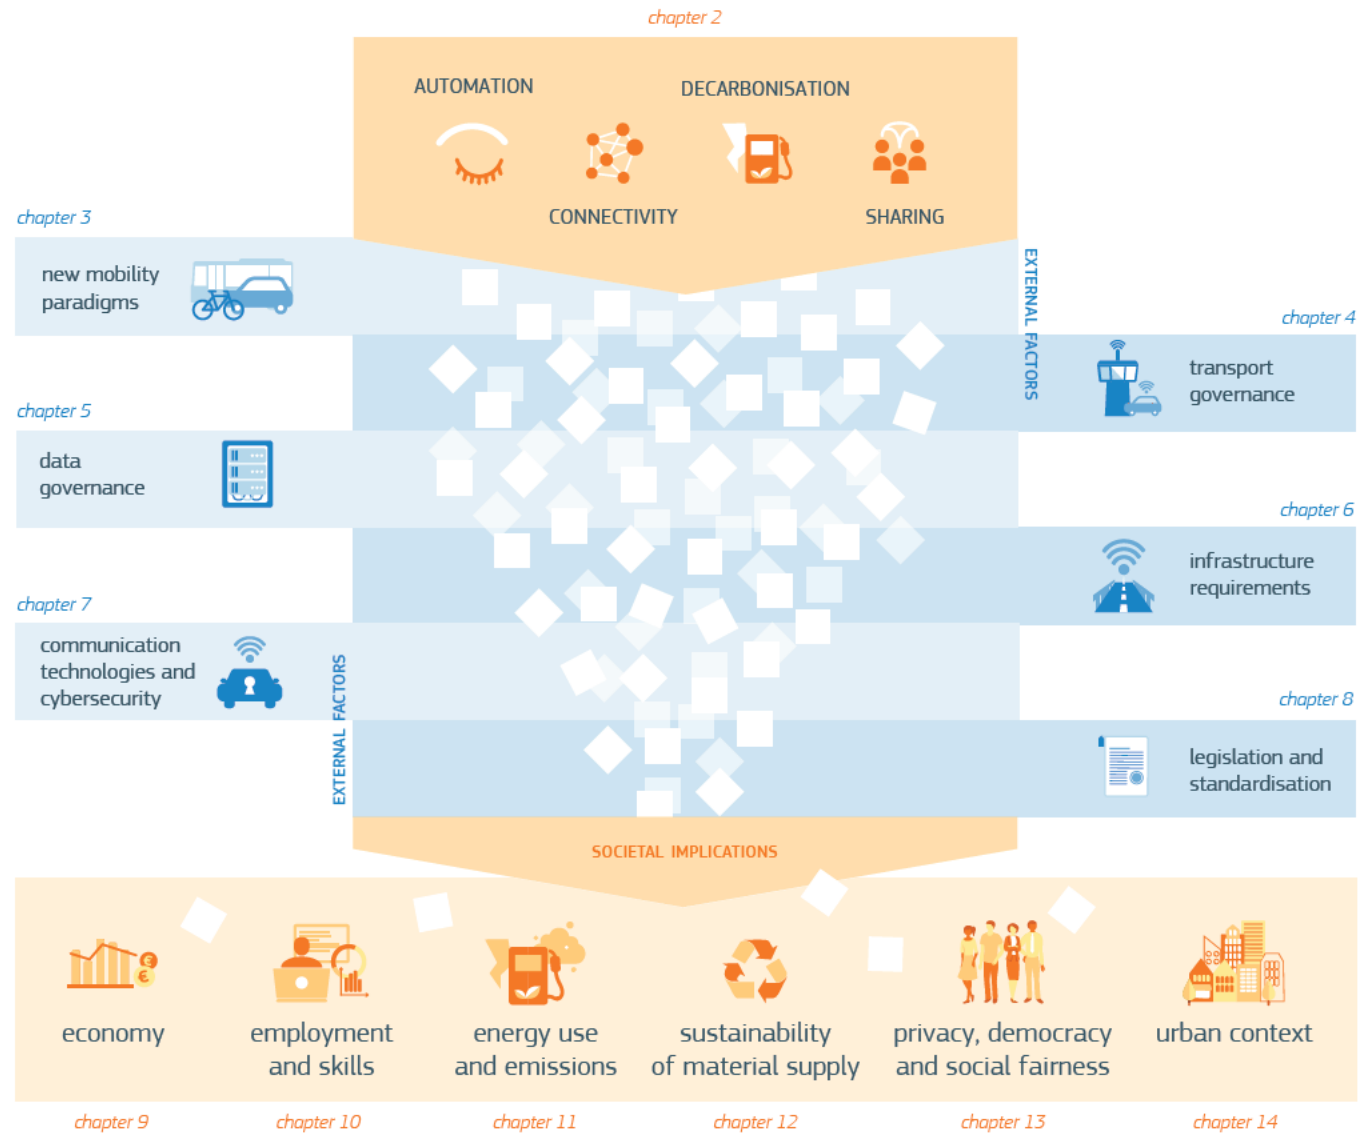 chapter 2
AUTOMATION
DECARBONISATION
CONNECTIVITY
SHARING
chapter 3
new mobility
paradigms
EXTERNAL FACTORS
chapter 4
transport
governance
chapter 5
data
governance
chapter 6
infrastructure
requirements
chapter 7
communication
technologies and
cybersecurity
EXTERNAL FACTORS
chapter 8
legislation and
standardisation
SOCIETAL IMPLICATIONS
economy
employment
and skills
energy use
and emissions
sustainability
of material supply
privacy, democracy
and social fairness
urban context
chapter 9
chapter 10
chapter 11
chapter 12
chapter 13
chapter 14